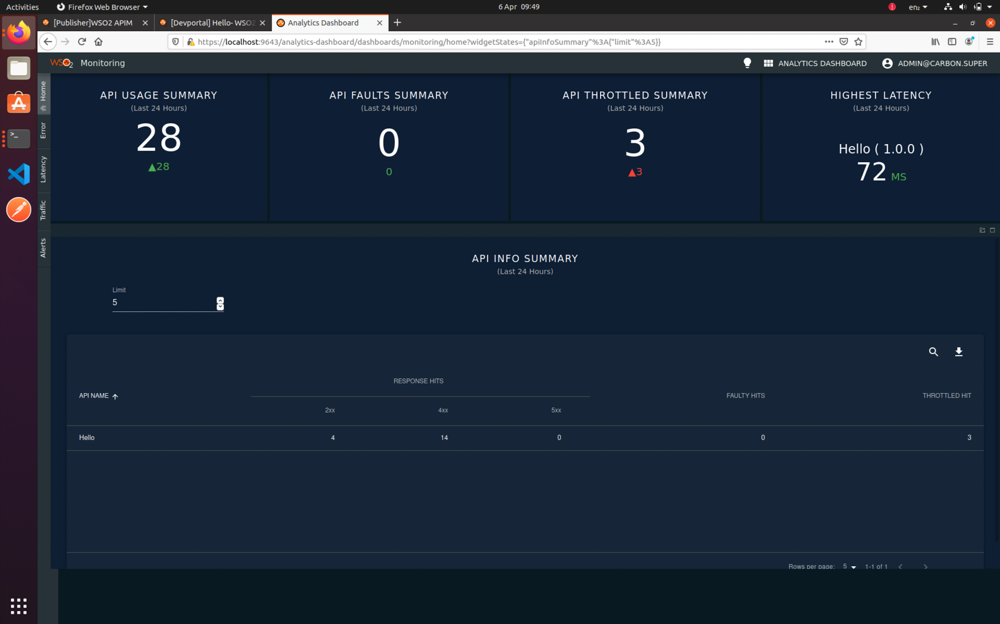 Activities
Firefox Web Browser
6 Apr 09:49
en₂
[Publisher]WSO2 APIM
[Devportal] Hello- WSO2
Analytics Dashboard
https://localhost:9643/analytics-dashboard/dashboards/monitoring/home?widgetStates={"apiInfoSummary"%3A{"limit"%3A5}}
WSO2 Monitoring
ANALYTICS DASHBOARD
ADMIN@CARBON.SUPER
Home
Error
Latency
Traffic
Alerts
API USAGE SUMMARY
(Last 24 Hours)
28
▲28
API FAULTS SUMMARY
(Last 24 Hours)
0
0
API THROTTLED SUMMARY
(Last 24 Hours)
3
▲3
HIGHEST LATENCY
(Last 24 Hours)
Hello ( 1.0.0 )
72 MS
API INFO SUMMARY
(Last 24 Hours)
Limit
5
RESPONSE HITS
API NAME ↑ FAULTY HITS THROTTLED HIT
2xx 4xx 5xx
Hello 4 14 0 0 3
Rows per page: 5 1-1 of 1